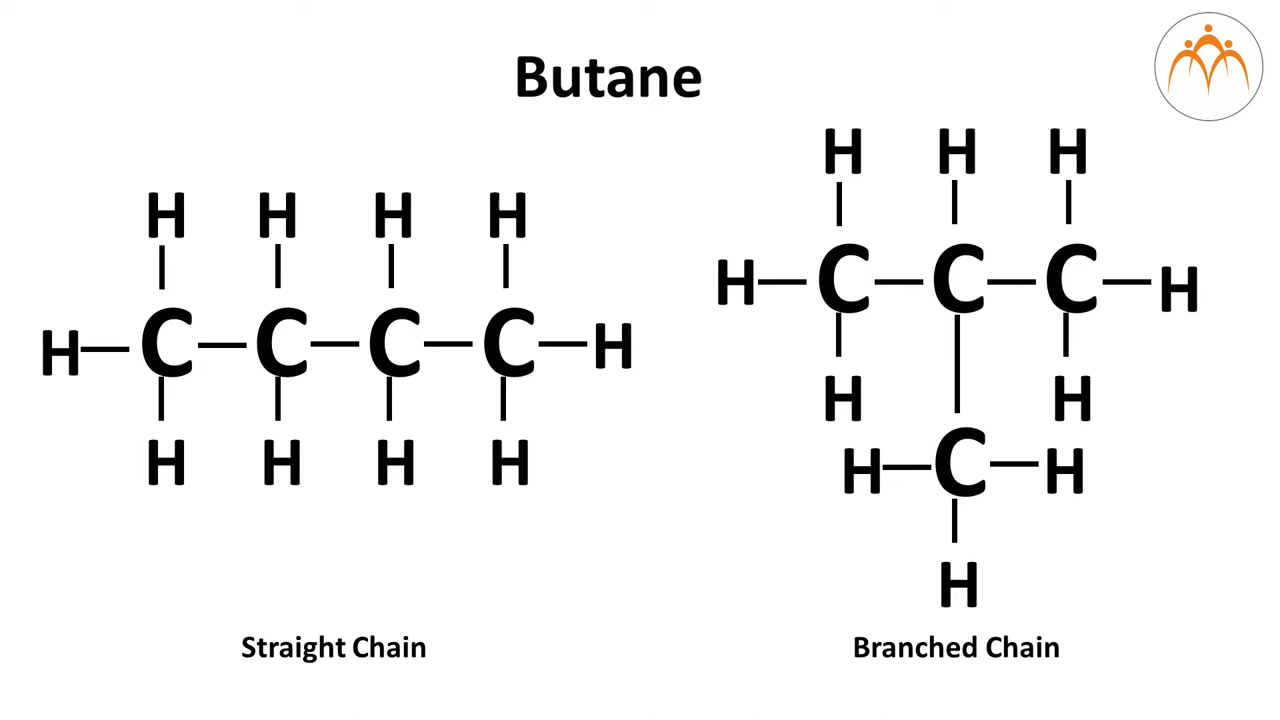 Butane
H H H H
H C C C C H
H H H H
Straight Chain
H H H
H C C C H
H H
H C H
H
Branched Chain